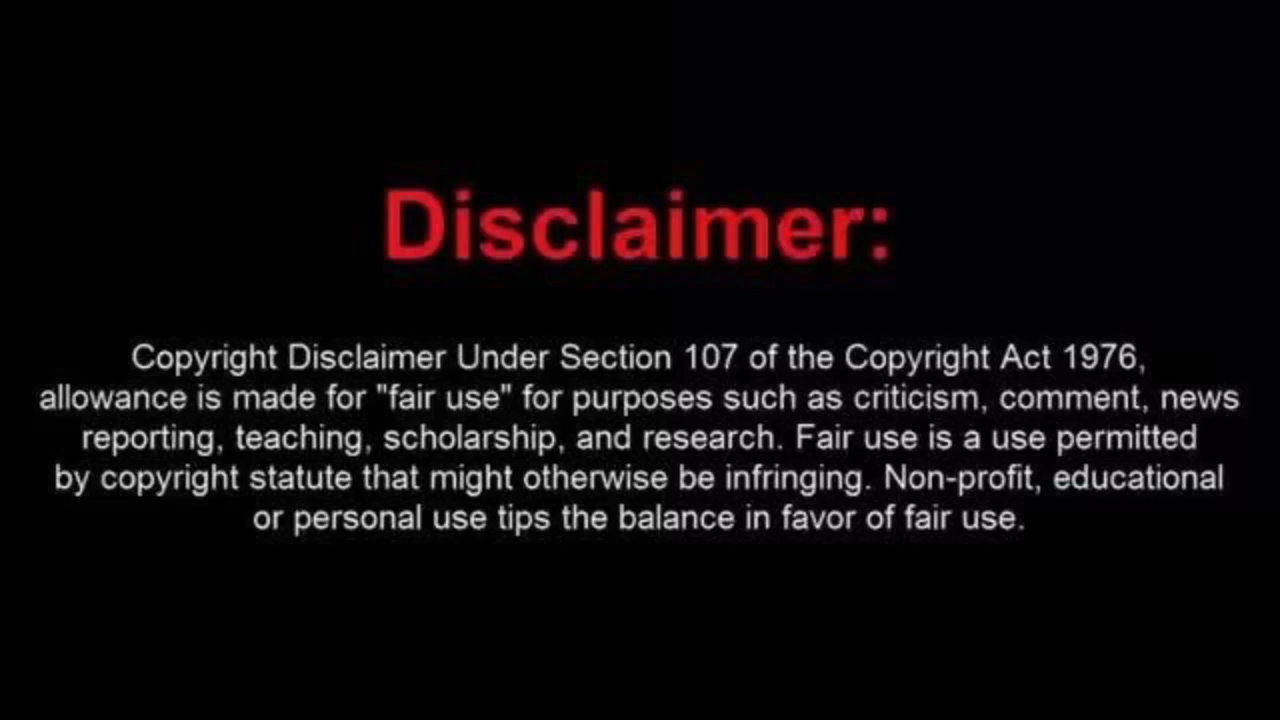 Disclaimer:
Copyright Disclaimer Under Section 107 of the Copyright Act 1976,
allowance is made for "fair use" for purposes such as criticism, comment, news
reporting, teaching, scholarship, and research. Fair use is a use permitted
by copyright statute that might otherwise be infringing. Non-profit, educational
or personal use tips the balance in favor of fair use.